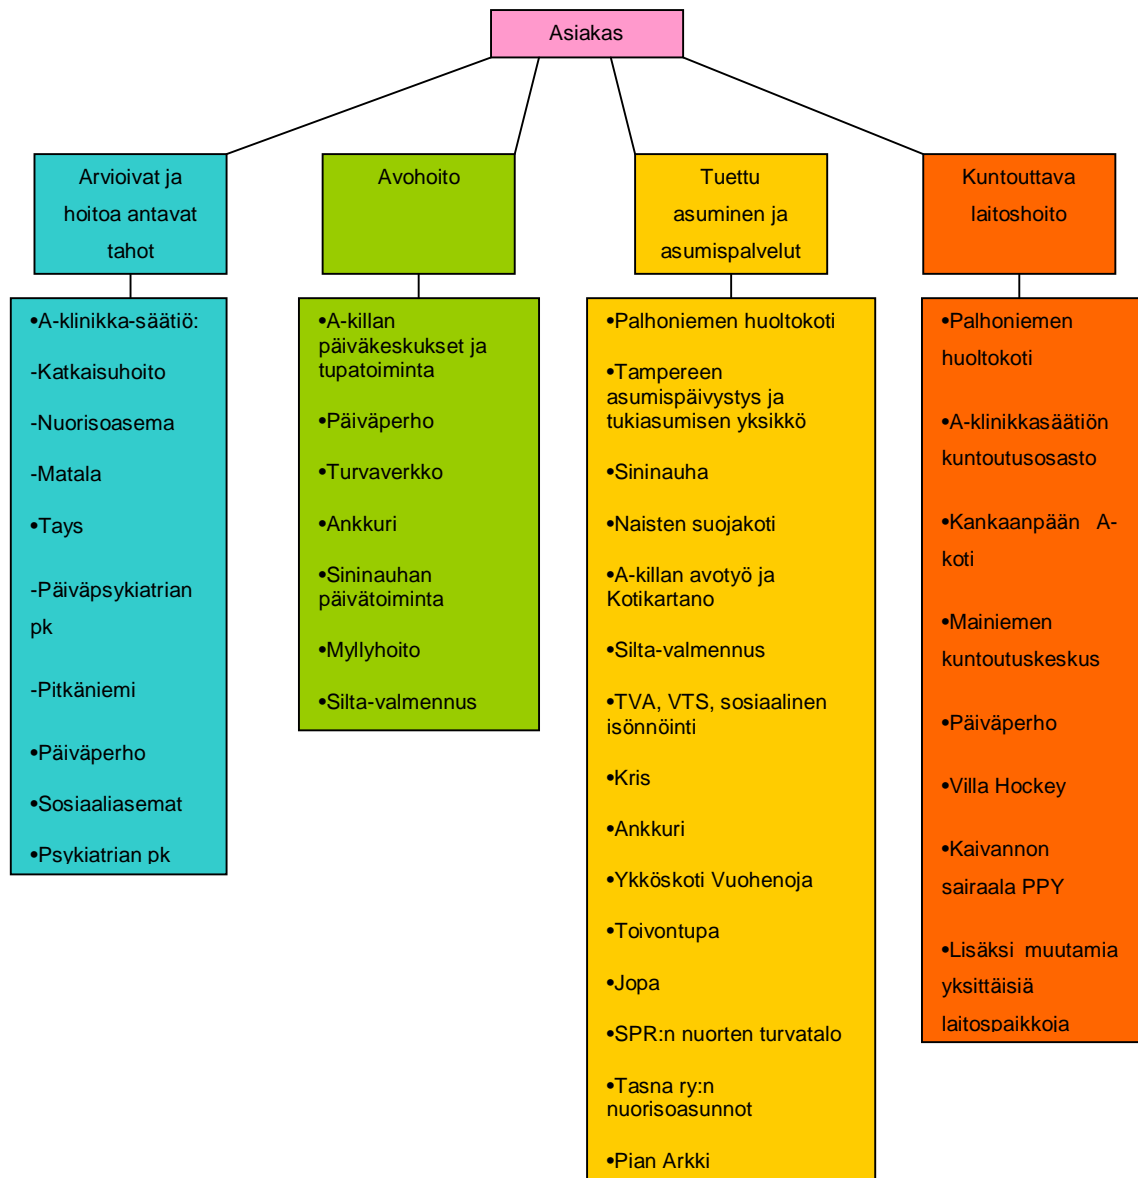 Asiakas
Arvioivat ja
hoitoa antavat
tahot
Avohoito
Tuettu
asuminen ja
asumispalvelut
Kuntouttava
laitoshoito
•A-klinikka-säätiö:
-Katkaisuhoito
-Nuorisoasema
-Matala
•Tays
-Päiväpsykiatrian
pk
-Pitkäniemi
•Päiväperho
•Sosiaaliasemat
•Psykiatrian pk
•A-killan
päiväkeskukset ja
tupatoiminta
•Päiväperho
•Turvaverkko
•Ankkuri
•Sininauhan
päivätoiminta
•Myllyhoito
•Silta-valmennus
•Palhoniemen huoltokoti
•Tampereen
asumispäivystys ja
tukiasumisen yksikkö
•Sininauha
•Naisten suojakoti
•A-killan avotyö ja
Kotikartano
•Silta-valmennus
•TVA, VTS, sosiaalinen
isönnöinti
•Kris
•Ankkuri
•Ykköskoti Vuohenoja
•Toivontupa
•Jopa
•SPR:n nuorten turvatalo
•Tasna ry:n
nuorisoasunnot
•Pian Arkki
•Palhoniemen
huoltokoti
•A-klinikkasäätiön
kuntoutusosasto
•Kankaanpään A-
koti
•Mainiemen
kuntoutuskeskus
•Päiväperho
•Villa Hockey
•Kaivannon
sairaala PPY
•Lisäksi muutamia
yksittäisiä
laitospaikkoja